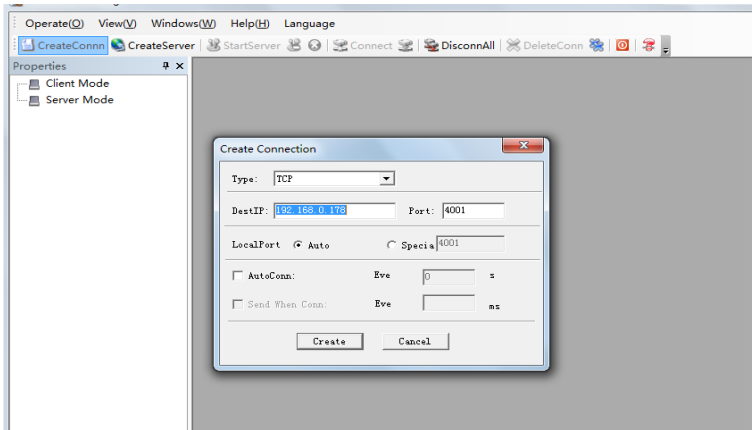 Operate(O) View(V) Windows(W) Help(H) Language
CreateConnn CreateServer StartServer Connect DisconnAll DeleteConn
Properties
Client Mode
Server Mode
Create Connection
Type: TCP
DestIP: 192.168.0.178 Port: 4001
LocalPort Auto Specia 4001
AutoConn: Eve 0 s
Send When Conn: Eve ms
Create Cancel